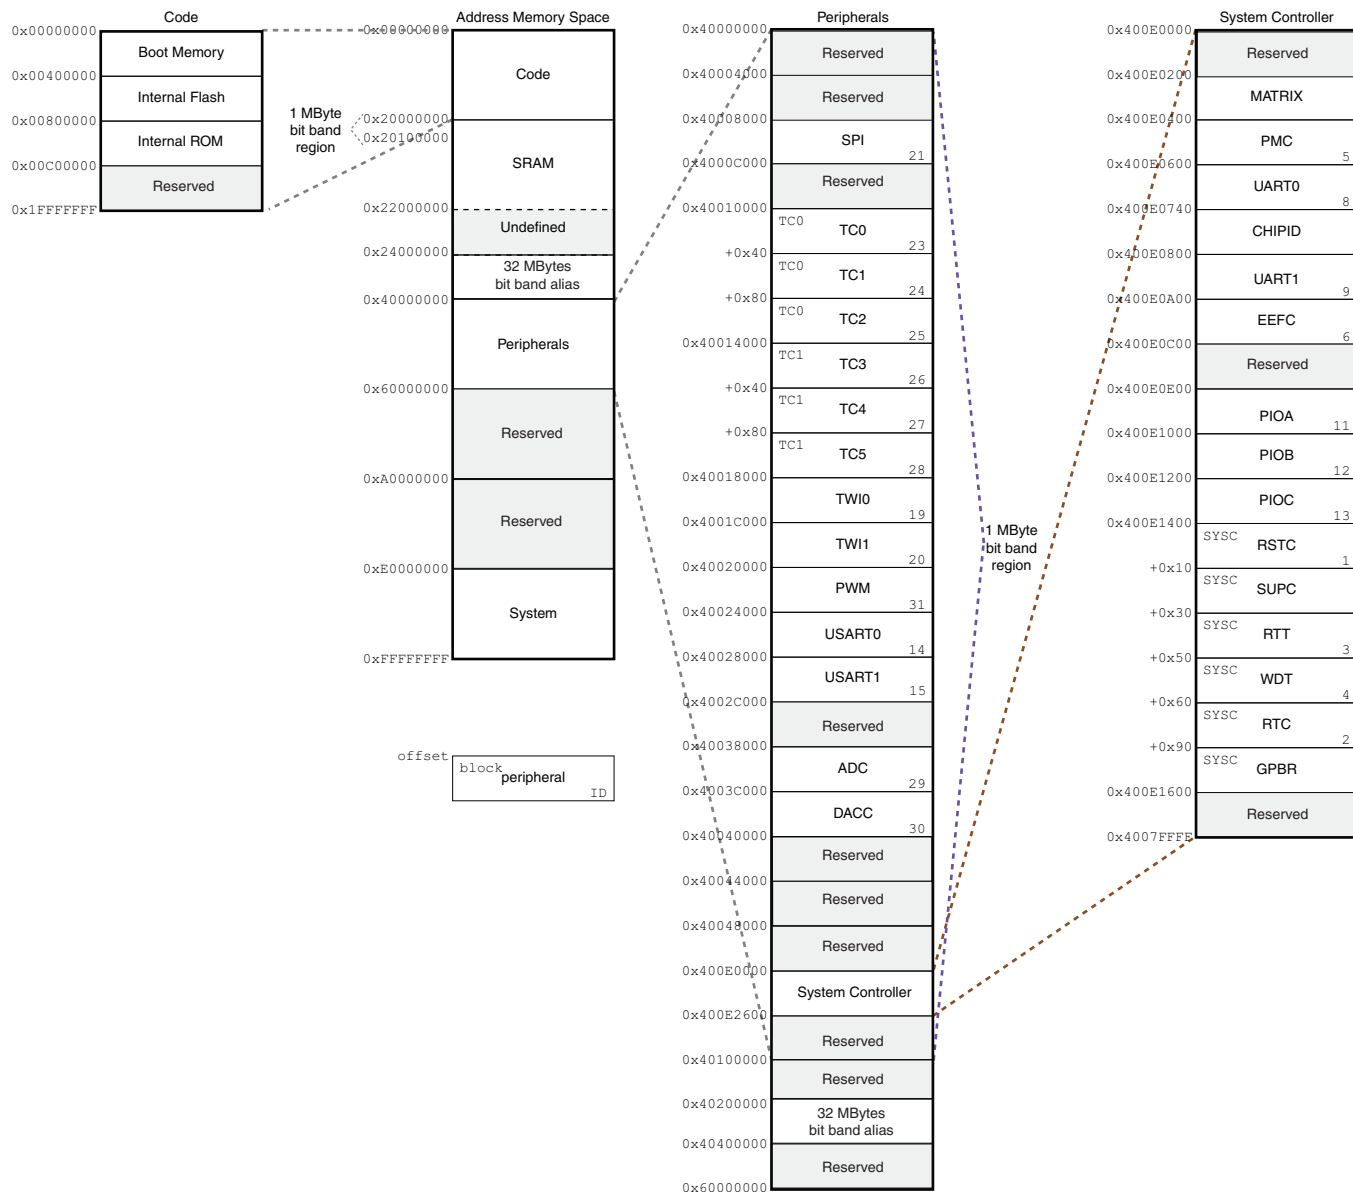 Code
0x00000000
Boot Memory
0x00400000
Internal Flash
0x00800000
Internal ROM
0x00C00000
Reserved
0x1FFFFFFF
1 MByte
bit band
region
Address Memory Space
0x00000000
Code
0x20000000
0x20100000
SRAM
0x22000000
Undefined
0x24000000
32 MBytes
bit band alias
0x40000000
Peripherals
0x60000000
Reserved
0xA0000000
Reserved
0xE0000000
System
0xFFFFFFFF
offset
block
peripheral
ID
Peripherals
0x40000000
Reserved
0x40004000
Reserved
0x40008000
SPI
21
0x4000C000
Reserved
0x40010000
TC0
TC0
23
+0x40
TC0
TC1
24
+0x80
TC0
TC2
25
0x40014000
TC1
TC3
26
+0x40
TC1
TC4
27
+0x80
TC1
TC5
28
0x40018000
TWI0
19
0x4001C000
TWI1
20
0x40020000
PWM
31
0x40024000
USART0
14
0x40028000
USART1
15
0x4002C000
Reserved
0x40038000
ADC
29
0x4003C000
DACC
30
0x40040000
Reserved
0x40044000
Reserved
0x40048000
Reserved
0x400E0000
System Controller
0x400E2600
Reserved
0x40100000
Reserved
0x40200000
32 MBytes
bit band alias
0x40400000
Reserved
0x60000000
1 MByte
bit band
region
System Controller
0x400E0000
Reserved
0x400E0200
MATRIX
0x400E0400
PMC
5
0x400E0600
UART0
8
0x400E0740
CHIPID
0x400E0800
UART1
9
0x400E0A00
EEFC
6
0x400E0C00
Reserved
0x400E0E00
PIOA
11
0x400E1000
PIOB
12
0x400E1200
PIOC
13
0x400E1400
SYSC
RSTC
1
+0x10
SYSC
SUPC
+0x30
SYSC
RTT
3
+0x50
SYSC
WDT
4
+0x60
SYSC
RTC
2
+0x90
SYSC
GPBR
0x400E1600
Reserved
0x4007FFFF